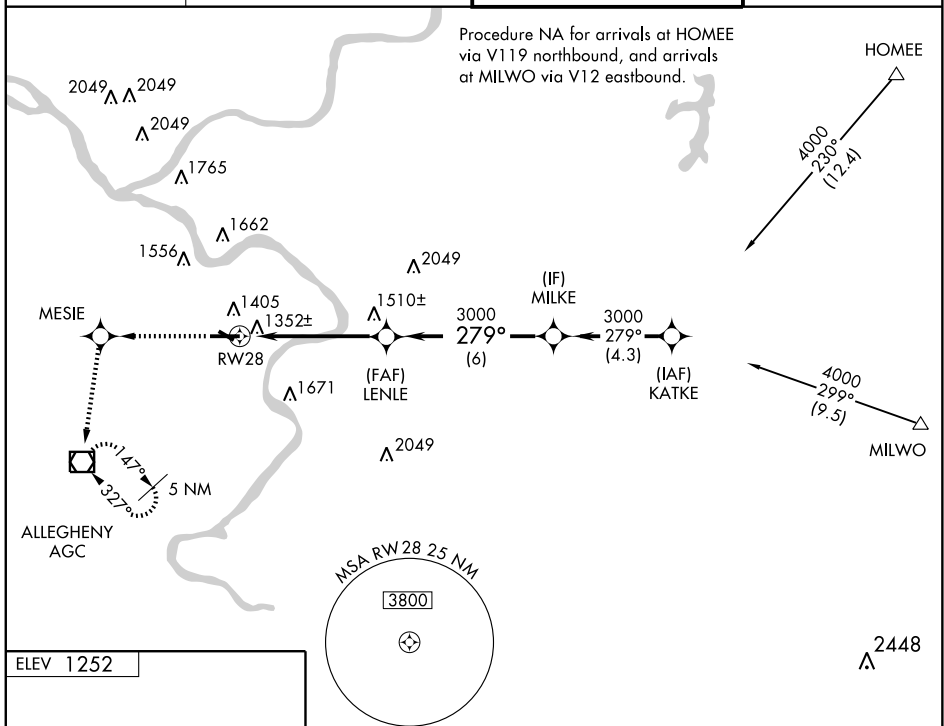 Procedure NA for arrivals at HOMEE
via V119 northbound, and arrivals
at MILWO via V12 eastbound.
HOMEE
2049
2049
2049
4000
230°
(12.4)
1765
1662
1556
2049
(IF)
MILKE
MESIE
1405
1510±
1352±
3000
279°
(6)
3000
279°
(4.3)
RW28
(FAF)
LENLE
(IAF)
KATKE
4000
299°
(9.5)
1671
MILWO
2049
147°
327°
5 NM
ALLEGHENY
AGC
MSA RW 28 25 NM
3800
2448
ELEV 1252